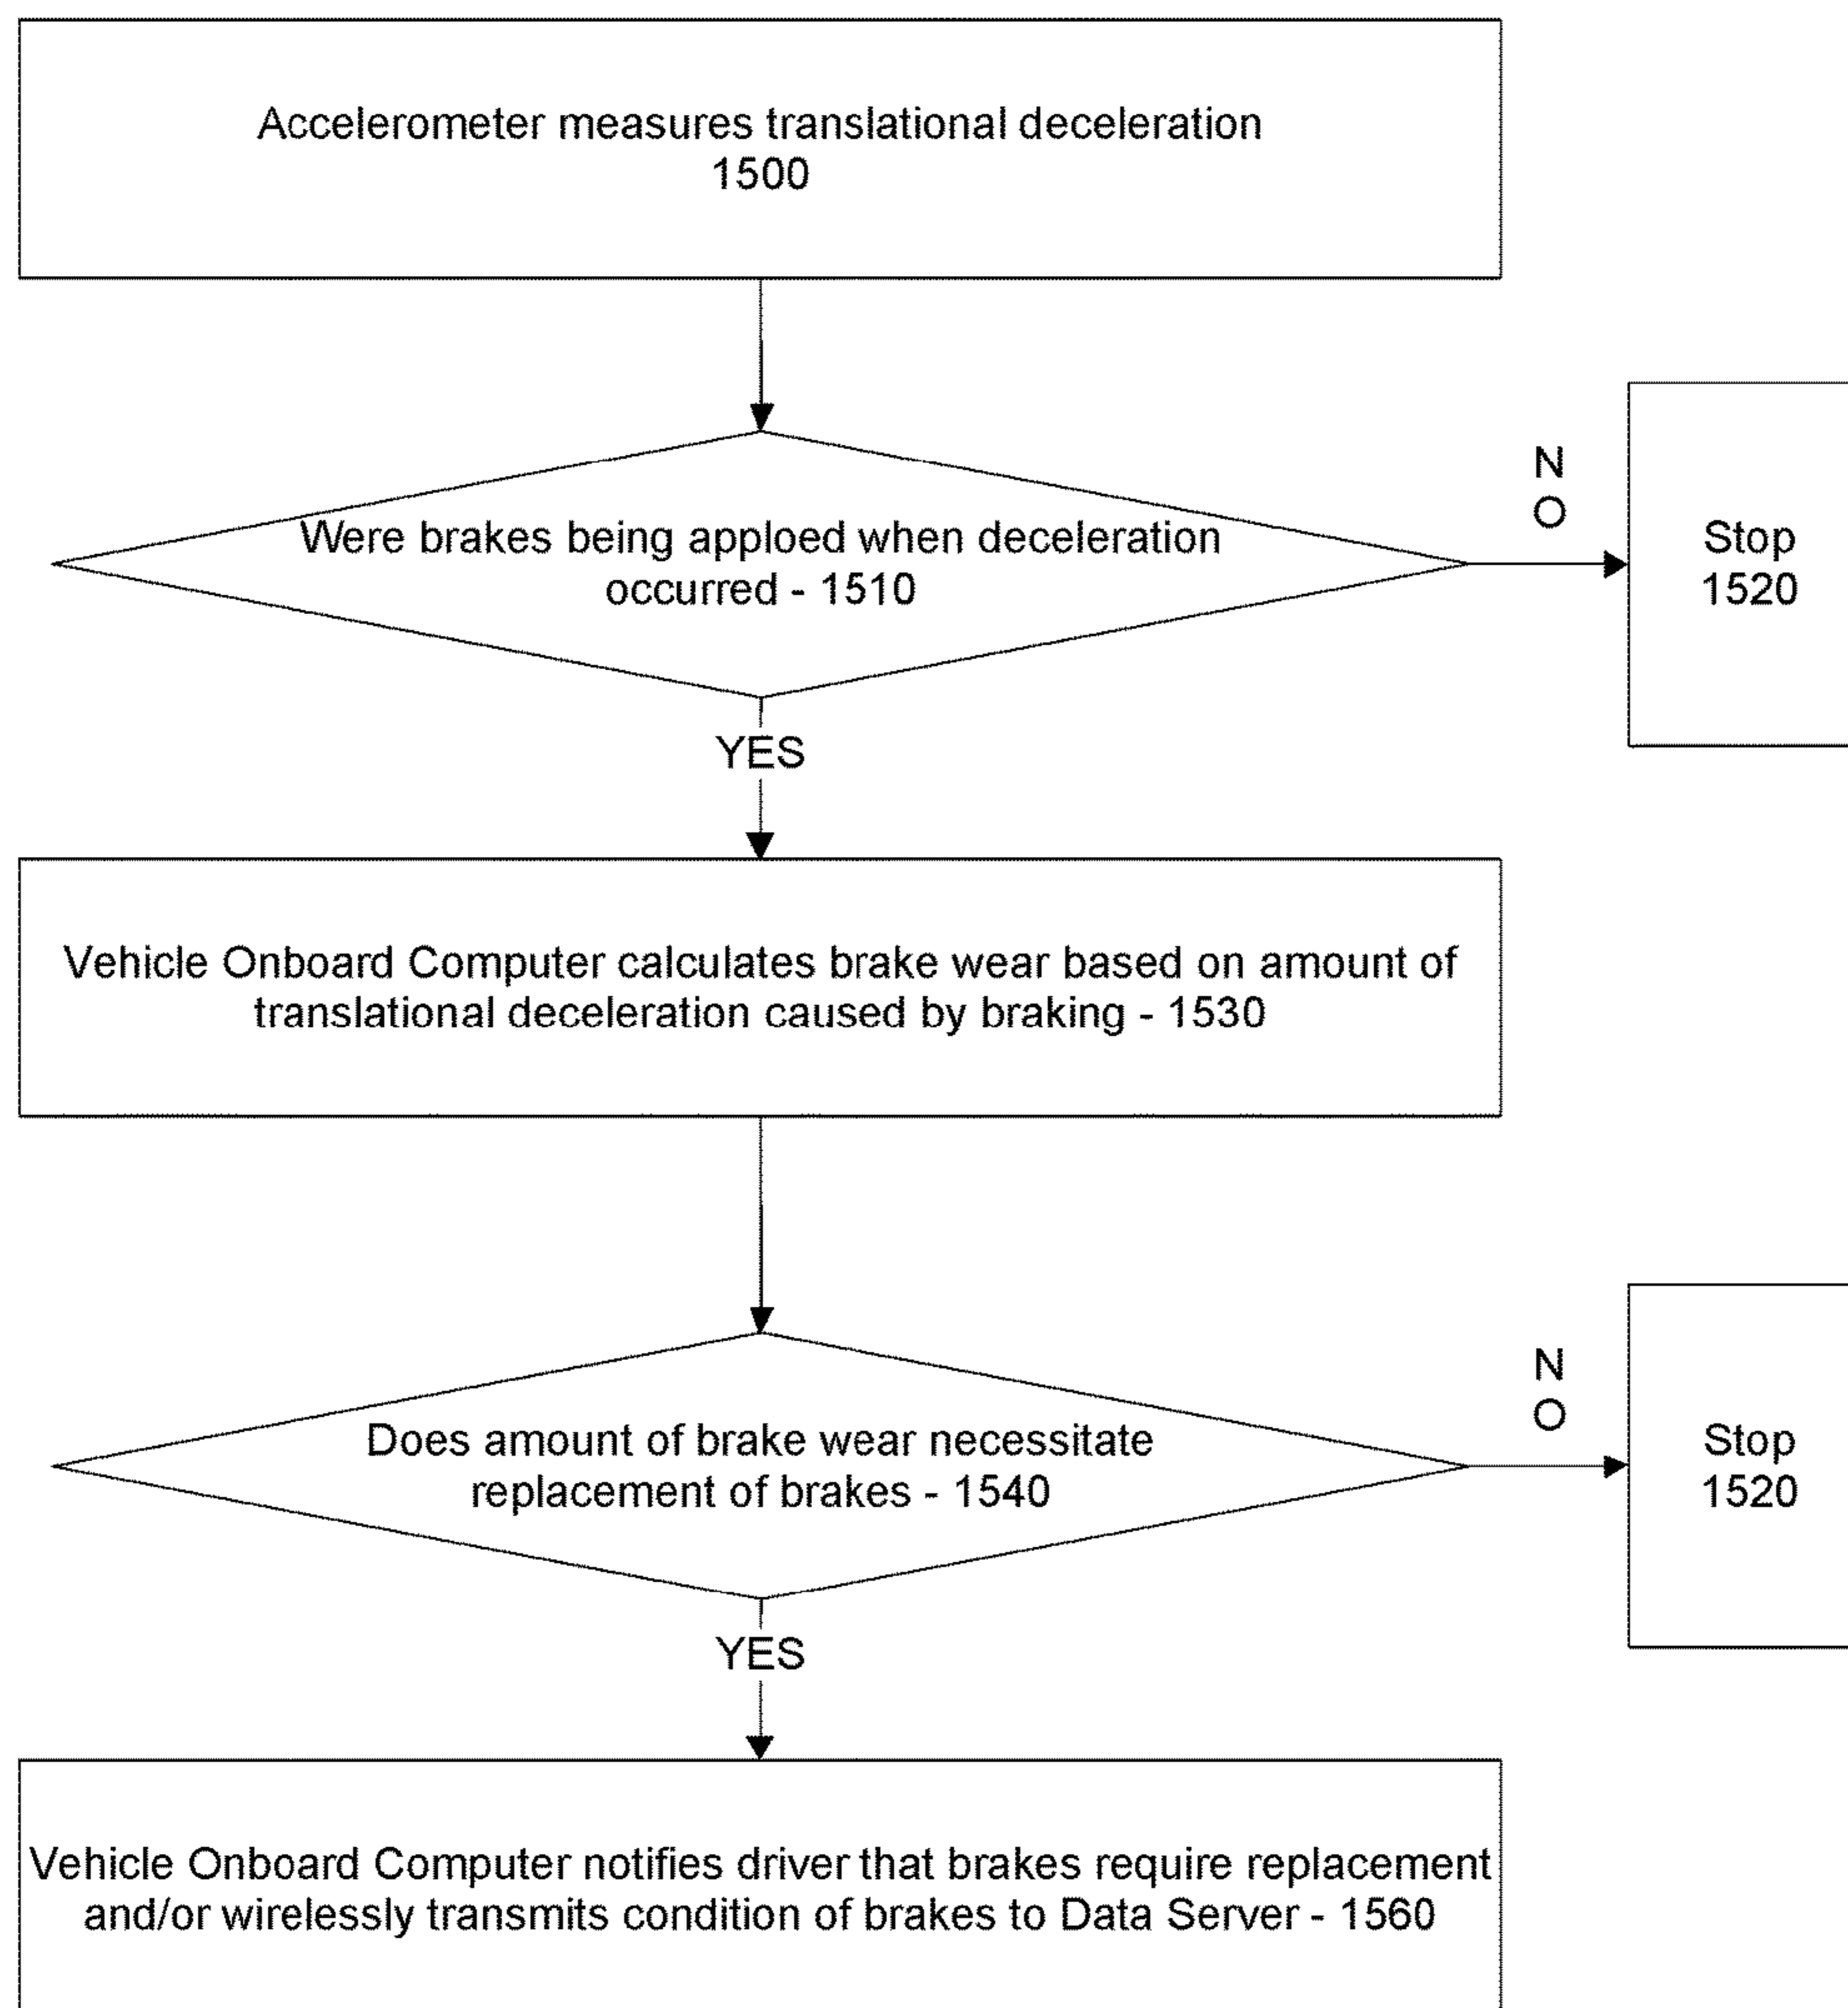 Accelerometer measures translational deceleration
1500
Were brakes being apploed when deceleration
occurred - 1510
N
O
Stop
1520
YES
Vehicle Onboard Computer calculates brake wear based on amount of
translational deceleration caused by braking - 1530
Does amount of brake wear necessitate
replacement of brakes - 1540
N
O
Stop
1520
YES
Vehicle Onboard Computer notifies driver that brakes require replacement
and/or wirelessly transmits condition of brakes to Data Server - 1560